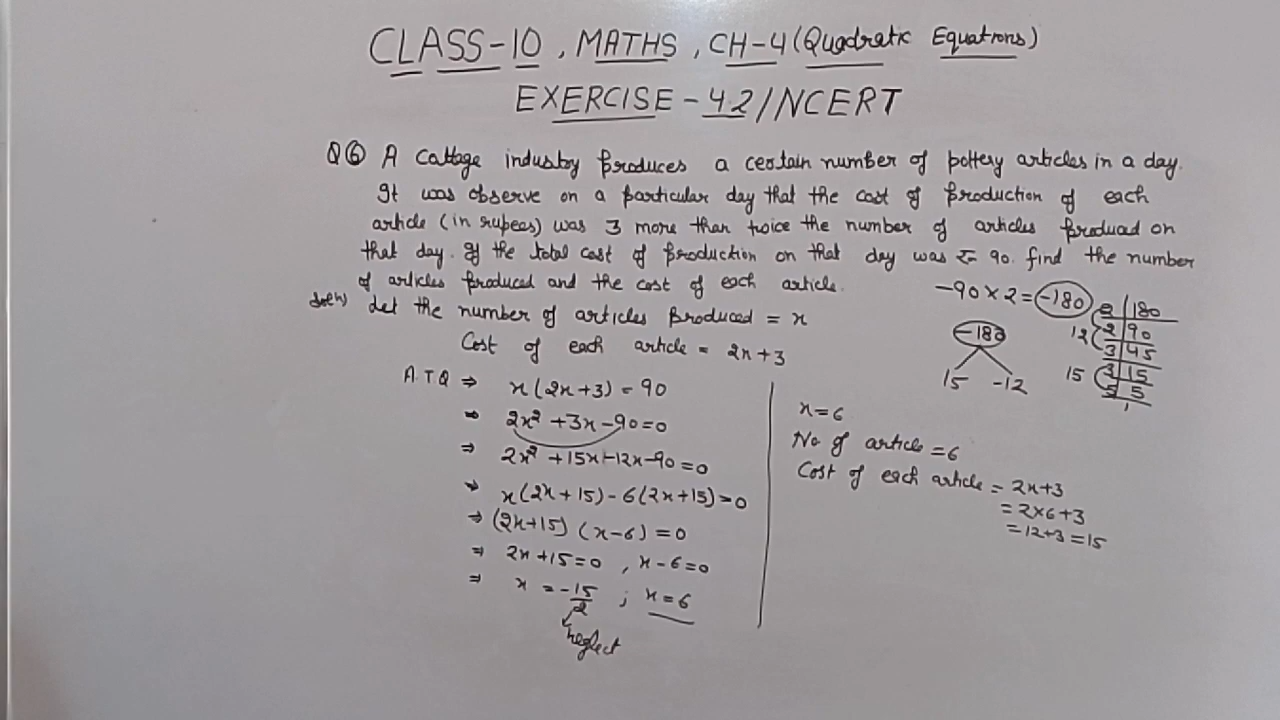 CLASS-10, MATHS, CH-4 (Quadratic Equations)
EXERCISE-4.2/NCERT
Q⑥ A Cattage industry produces a certain number of pottery articles in a day.
It was observe on a particular day that the cost of production of each
article (in rupees) was 3 more than twice the number of articles produced on
that day. If the total cost of production on that day was ₹ 90. find the number
of articles produced and the cost of each article.
Soln) Let the number of articles produced = x
Cost of each article = 2x+3
A.T.Q ⇒ x(2x+3) = 90
⇒ 2x² +3x-90=0
⇒ 2x² +15x-12x-90=0
⇒ x(2x+15)-6(2x+15)=0
⇒ (2x+15) (x-6)=0
⇒ 2x+15=0 , x-6=0
⇒ x = -15/2 ; x=6
neglect
-90×2=-180
-180
15 -12
2 | 180
12 2 | 90
3 | 45
15 3 | 15
5 | 5
1
x=6
No of article = 6
Cost of each article = 2x+3
= 2×6+3
= 12+3 = 15